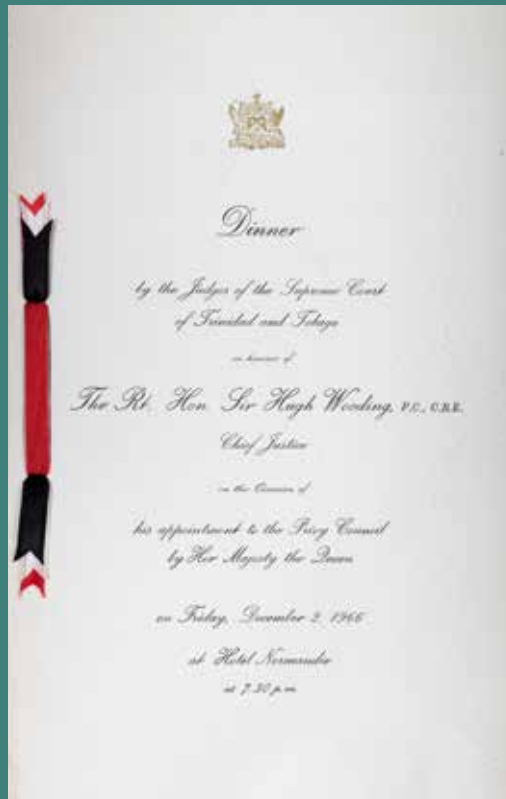 Dinner
by the Judges of the Supreme Court
of Trinidad and Tobago
in honour of
The Rt. Hon. Sir Hugh Wooding, P.C., C.B.E.
Chief Justice
on the Occasion of
his appointment to the Privy Council
by Her Majesty the Queen
on Friday, December 2, 1966
at Hotel Normandie
at 7.30 p.m.